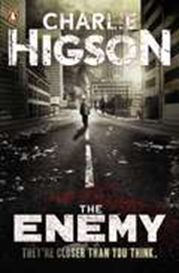 CHARLIE
HIGSON
THE
ENEMY
THEY'RE CLOSER THAN YOU THINK.